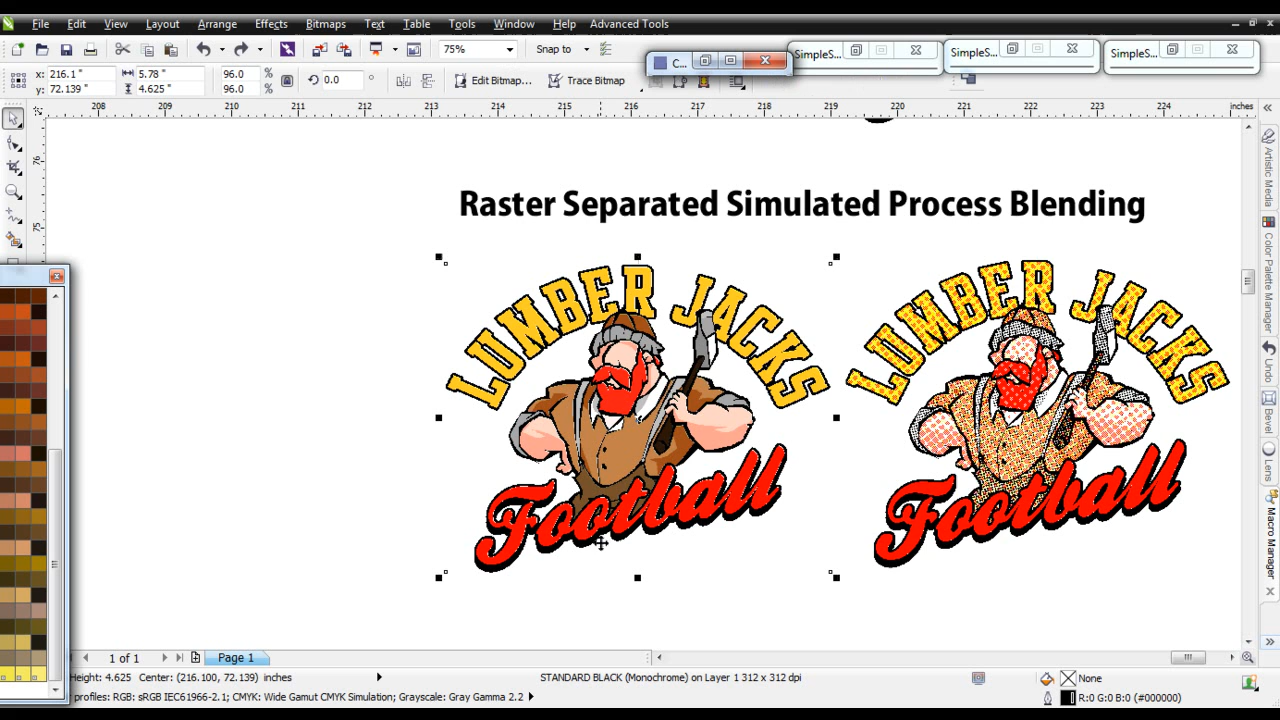 File Edit View Layout Arrange Effects Bitmaps Text Table Tools Window Help Advanced Tools
75% Snap to
C... SimpleS... SimpleS... SimpleS...
x: 216.1 " 5.78 " 96.0 % 0.0 ° Edit Bitmap... Trace Bitmap
y: 72.139 " 4.625 " 96.0 %
208 209 210 211 212 213 214 215 216 217 218 219 220 221 222 223 224 inches
76
75
Raster Separated Simulated Process Blending
LUMBER JACKS LUMBER JACKS
Football Football
Artistic Media
Color Palette Manager
Undo
Bevel
Lens
Macro Manager
1 of 1 Page 1
Height: 4.625 Center: (216.100, 72.139) inches STANDARD BLACK (Monochrome) on Layer 1 312 x 312 dpi None
r profiles: RGB: sRGB IEC61966-2.1; CMYK: Wide Gamut CMYK Simulation; Grayscale: Gray Gamma 2.2 R:0 G:0 B:0 (#000000)